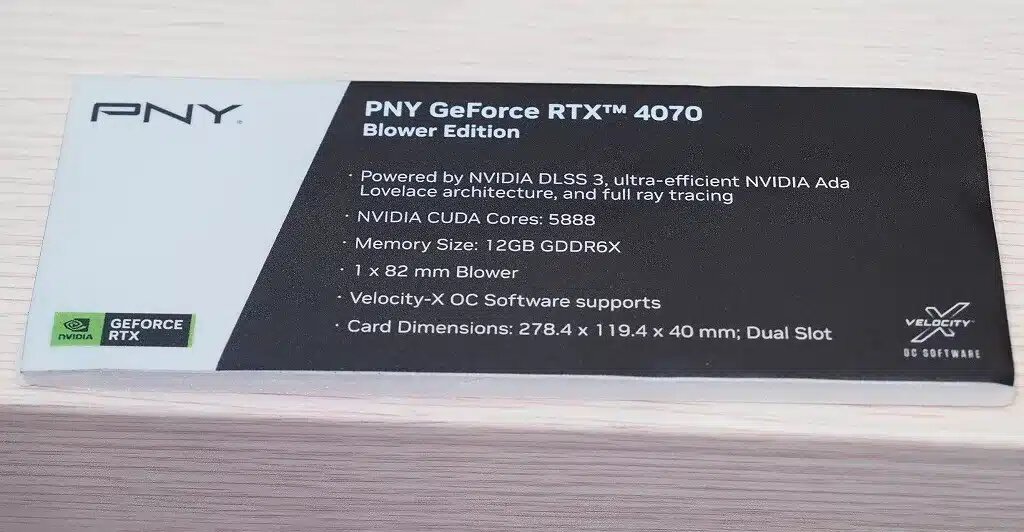 PNY
PNY GeForce RTX™ 4070
Blower Edition
· Powered by NVIDIA DLSS 3, ultra-efficient NVIDIA Ada
Lovelace architecture, and full ray tracing
· NVIDIA CUDA Cores: 5888
· Memory Size: 12GB GDDR6X
· 1 x 82 mm Blower
· Velocity-X OC Software supports
· Card Dimensions: 278.4 x 119.4 x 40 mm; Dual Slot
NVIDIA
GEFORCE
RTX
X
VELOCITY
OC SOFTWARE